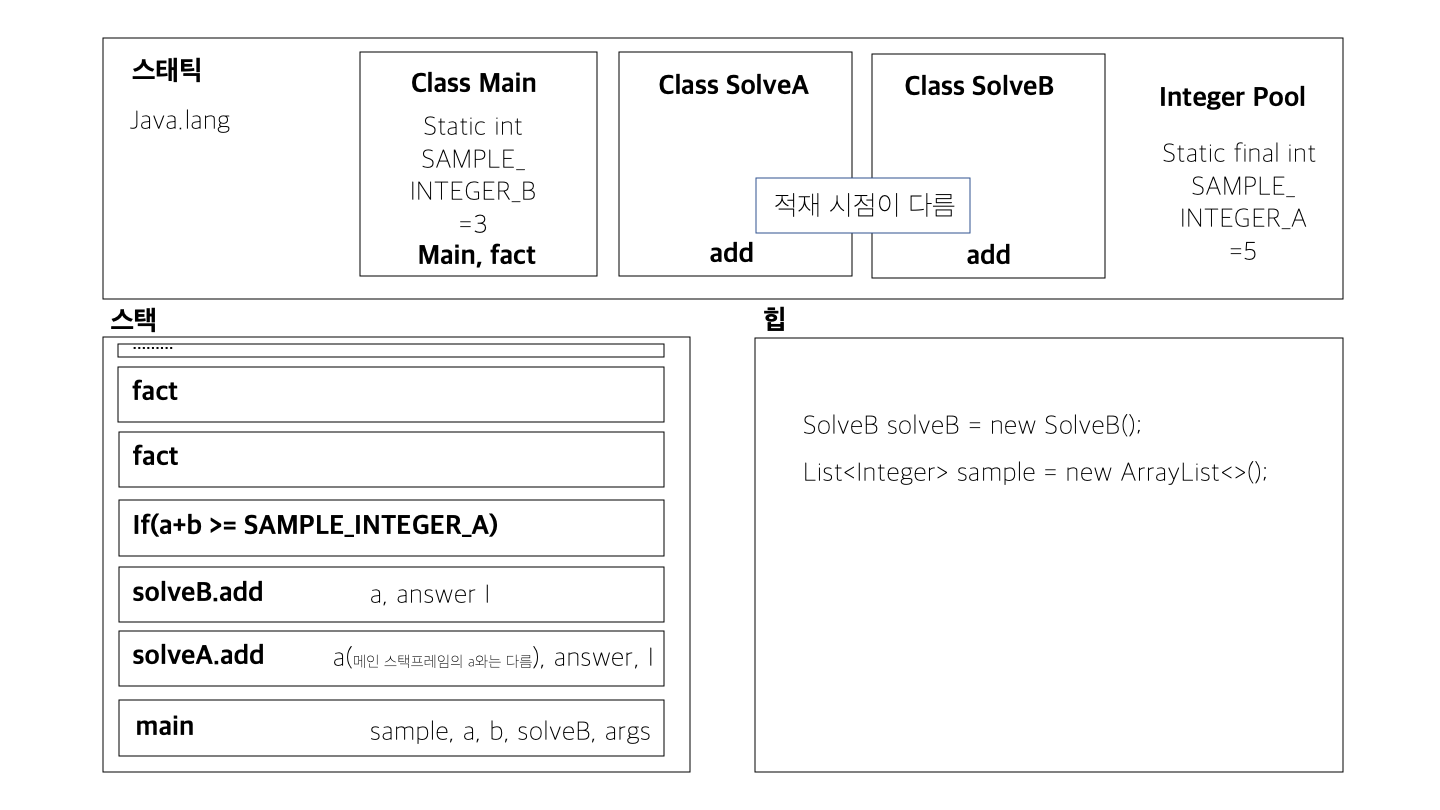 스태틱
Java.lang
Class Main
Static int
SAMPLE_
INTEGER_B
=3
Main, fact
Class SolveA
add
Class SolveB
add
적재 시점이 다름
Integer Pool
Static final int
SAMPLE_
INTEGER_A
=5
스택
.........
fact
fact
If(a+b >= SAMPLE_INTEGER_A)
solveB.add a, answer I
solveA.add a(메인 스택프레임의 a와는 다름), answer, I
main sample, a, b, solveB, args
힙
SolveB solveB = new SolveB();
List<Integer> sample = new ArrayList<>();